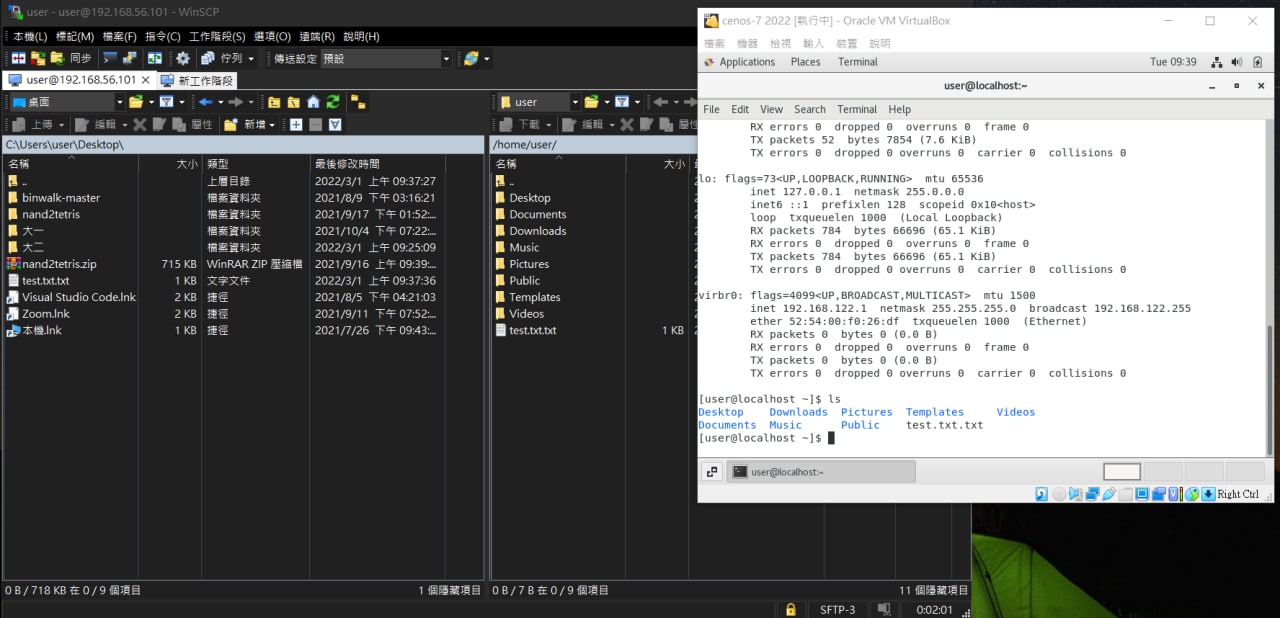 user - user@192.168.56.101 - WinSCP
本機(L) 標記(M) 檔案(F) 指令(C) 工作階段(S) 選項(O) 遠端(R) 說明(H)
同步 佇列 傳送設定 預設
user@192.168.56.101 新工作階段
桌面
上傳 編輯 屬性 新增
C:\Users\user\Desktop\
名稱 大小 類型 最後修改時間
.. 上層目錄 2022/3/1 上午 09:37:27
binwalk-master 檔案資料夾 2021/8/9 下午 03:16:21
nand2tetris 檔案資料夾 2021/9/17 下午 01:52:...
大一 檔案資料夾 2021/10/4 下午 07:22:...
大二 檔案資料夾 2022/3/1 上午 09:25:09
nand2tetris.zip 715 KB WinRAR ZIP 壓縮檔 2021/9/16 上午 09:39:...
test.txt.txt 1 KB 文字文件 2022/3/1 上午 09:37:36
Visual Studio Code.lnk 2 KB 捷徑 2021/8/5 下午 04:21:03
Zoom.lnk 2 KB 捷徑 2021/9/11 下午 07:52:...
本機.lnk 1 KB 捷徑 2021/7/26 下午 09:43:...
0 B / 718 KB 在 0 / 9 個項目 1 個隱藏項目
user
下載 編輯 屬性
/home/user/
名稱 大小
..
Desktop
Documents
Downloads
Music
Pictures
Public
Templates
Videos
test.txt.txt 1 KB
0 B / 7 B 在 0 / 9 個項目 11 個隱藏項目
SFTP-3 0:02:01
cenos-7 2022 [執行中] - Oracle VM VirtualBox
檔案 機器 檢視 輸入 裝置 說明
Applications Places Terminal Tue 09:39
user@localhost:~
File Edit View Search Terminal Help
RX errors 0 dropped 0 overruns 0 frame 0
TX packets 52 bytes 7854 (7.6 KiB)
TX errors 0 dropped 0 overruns 0 carrier 0 collisions 0
lo: flags=73<UP,LOOPBACK,RUNNING> mtu 65536
inet 127.0.0.1 netmask 255.0.0.0
inet6 ::1 prefixlen 128 scopeid 0x10<host>
loop txqueuelen 1000 (Local Loopback)
RX packets 784 bytes 66696 (65.1 KiB)
RX errors 0 dropped 0 overruns 0 frame 0
TX packets 784 bytes 66696 (65.1 KiB)
TX errors 0 dropped 0 overruns 0 carrier 0 collisions 0
virbr0: flags=4099<UP,BROADCAST,MULTICAST> mtu 1500
inet 192.168.122.1 netmask 255.255.255.0 broadcast 192.168.122.255
ether 52:54:00:f0:26:df txqueuelen 1000 (Ethernet)
RX packets 0 bytes 0 (0.0 B)
RX errors 0 dropped 0 overruns 0 frame 0
TX packets 0 bytes 0 (0.0 B)
TX errors 0 dropped 0 overruns 0 carrier 0 collisions 0
[user@localhost ~]$ ls
Desktop Downloads Pictures Templates Videos
Documents Music Public test.txt.txt
[user@localhost ~]$
user@localhost:~
Right Ctrl